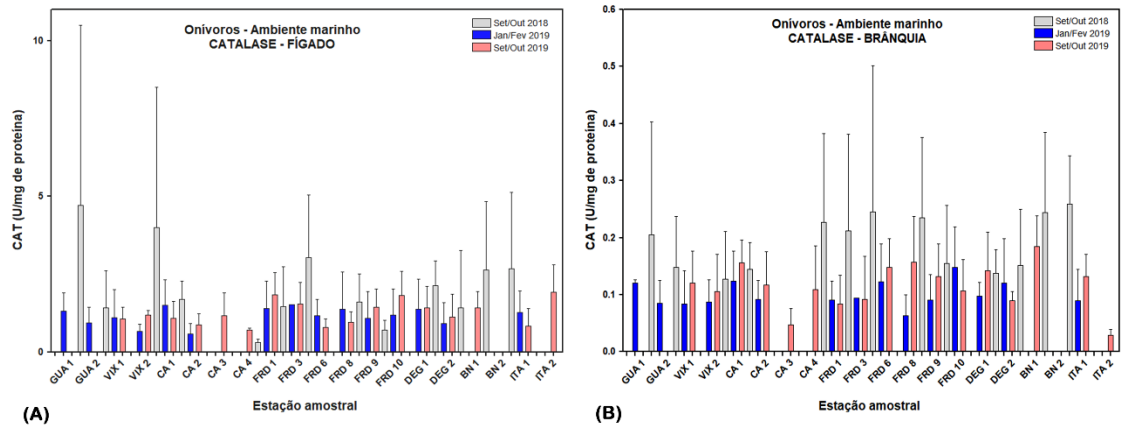 Onívoros - Ambiente marinho
CATALASE - FÍGADO
Set/Out 2018
Jan/Fev 2019
Set/Out 2019
CAT (U/mg de proteína)
10
5
0
GUA 1
GUA 2
VIX 1
VIX 2
CA 1
CA 2
CA 3
CA 4
FRD 1
FRD 3
FRD 6
FRD 8
FRD 9
FRD 10
DEG 1
DEG 2
BN 1
BN 2
ITA 1
ITA 2
Estação amostral
(A)
Onívoros - Ambiente marinho
CATALASE - BRÂNQUIA
Set/Out 2018
Jan/Fev 2019
Set/Out 2019
CAT (U/mg de proteína)
0.6
0.5
0.4
0.3
0.2
0.1
0.0
GUA 1
GUA 2
VIX 1
VIX 2
CA 1
CA 2
CA 3
CA 4
FRD 1
FRD 3
FRD 6
FRD 8
FRD 9
FRD 10
DEG 1
DEG 2
BN 1
BN 2
ITA 1
ITA 2
Estação amostral
(B)